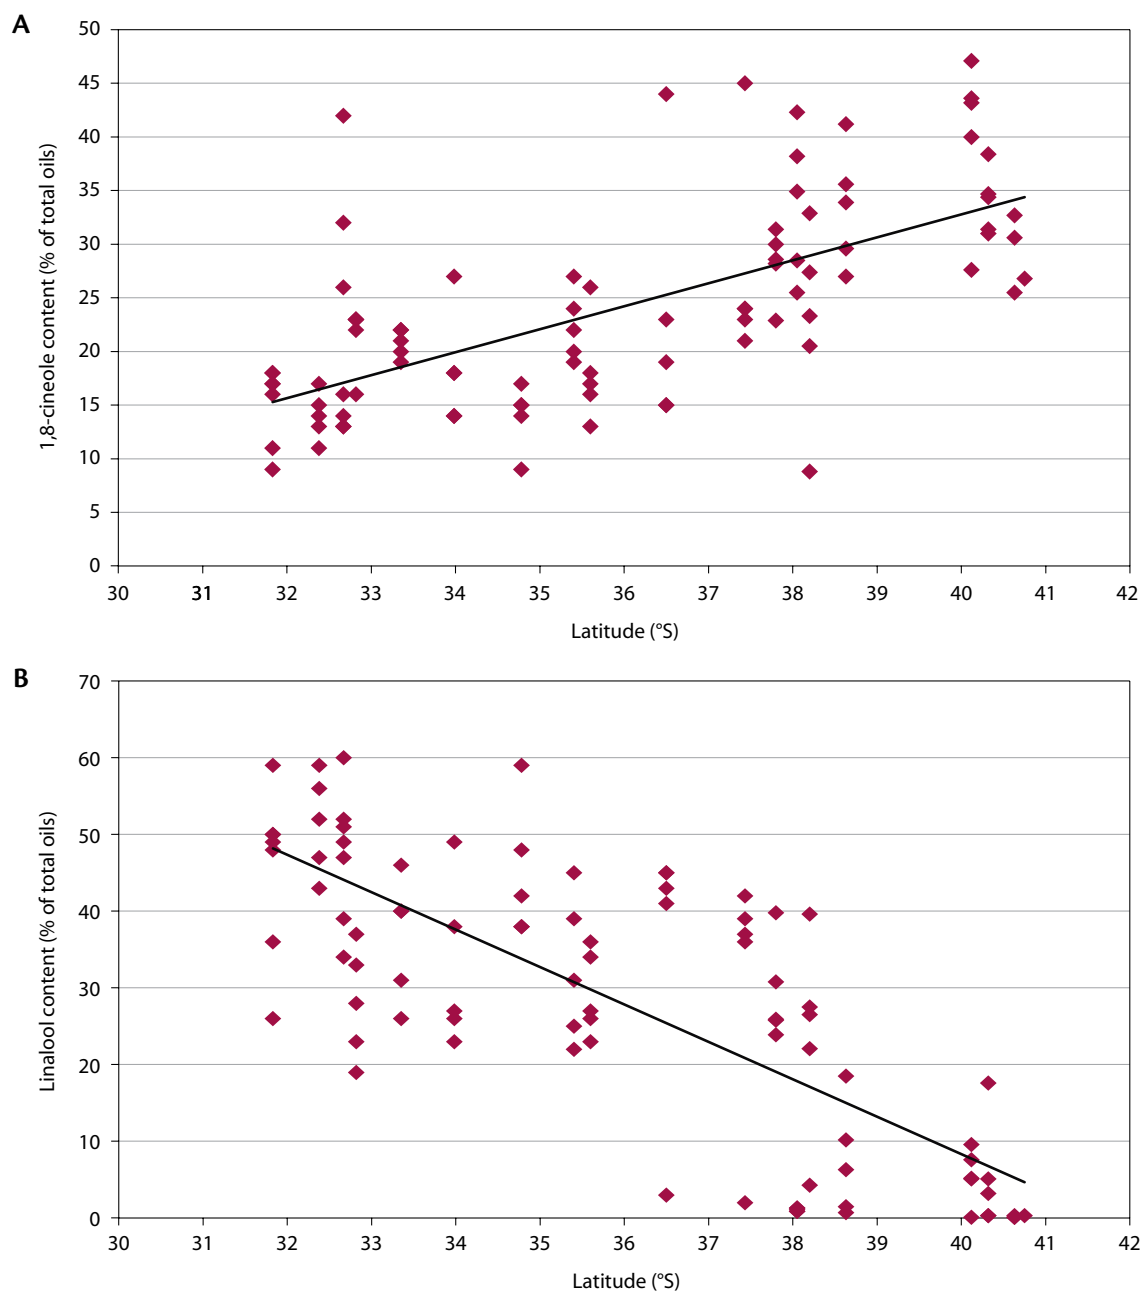 A
50
45
40
35
30
25
20
15
10
5
0
1,8-cineole content (% of total oils)
30 31 32 33 34 35 36 37 38 39 40 41 42
Latitude (°S)
B
70
60
50
40
30
20
10
0
Linalool content (% of total oils)
30 31 32 33 34 35 36 37 38 39 40 41 42
Latitude (°S)